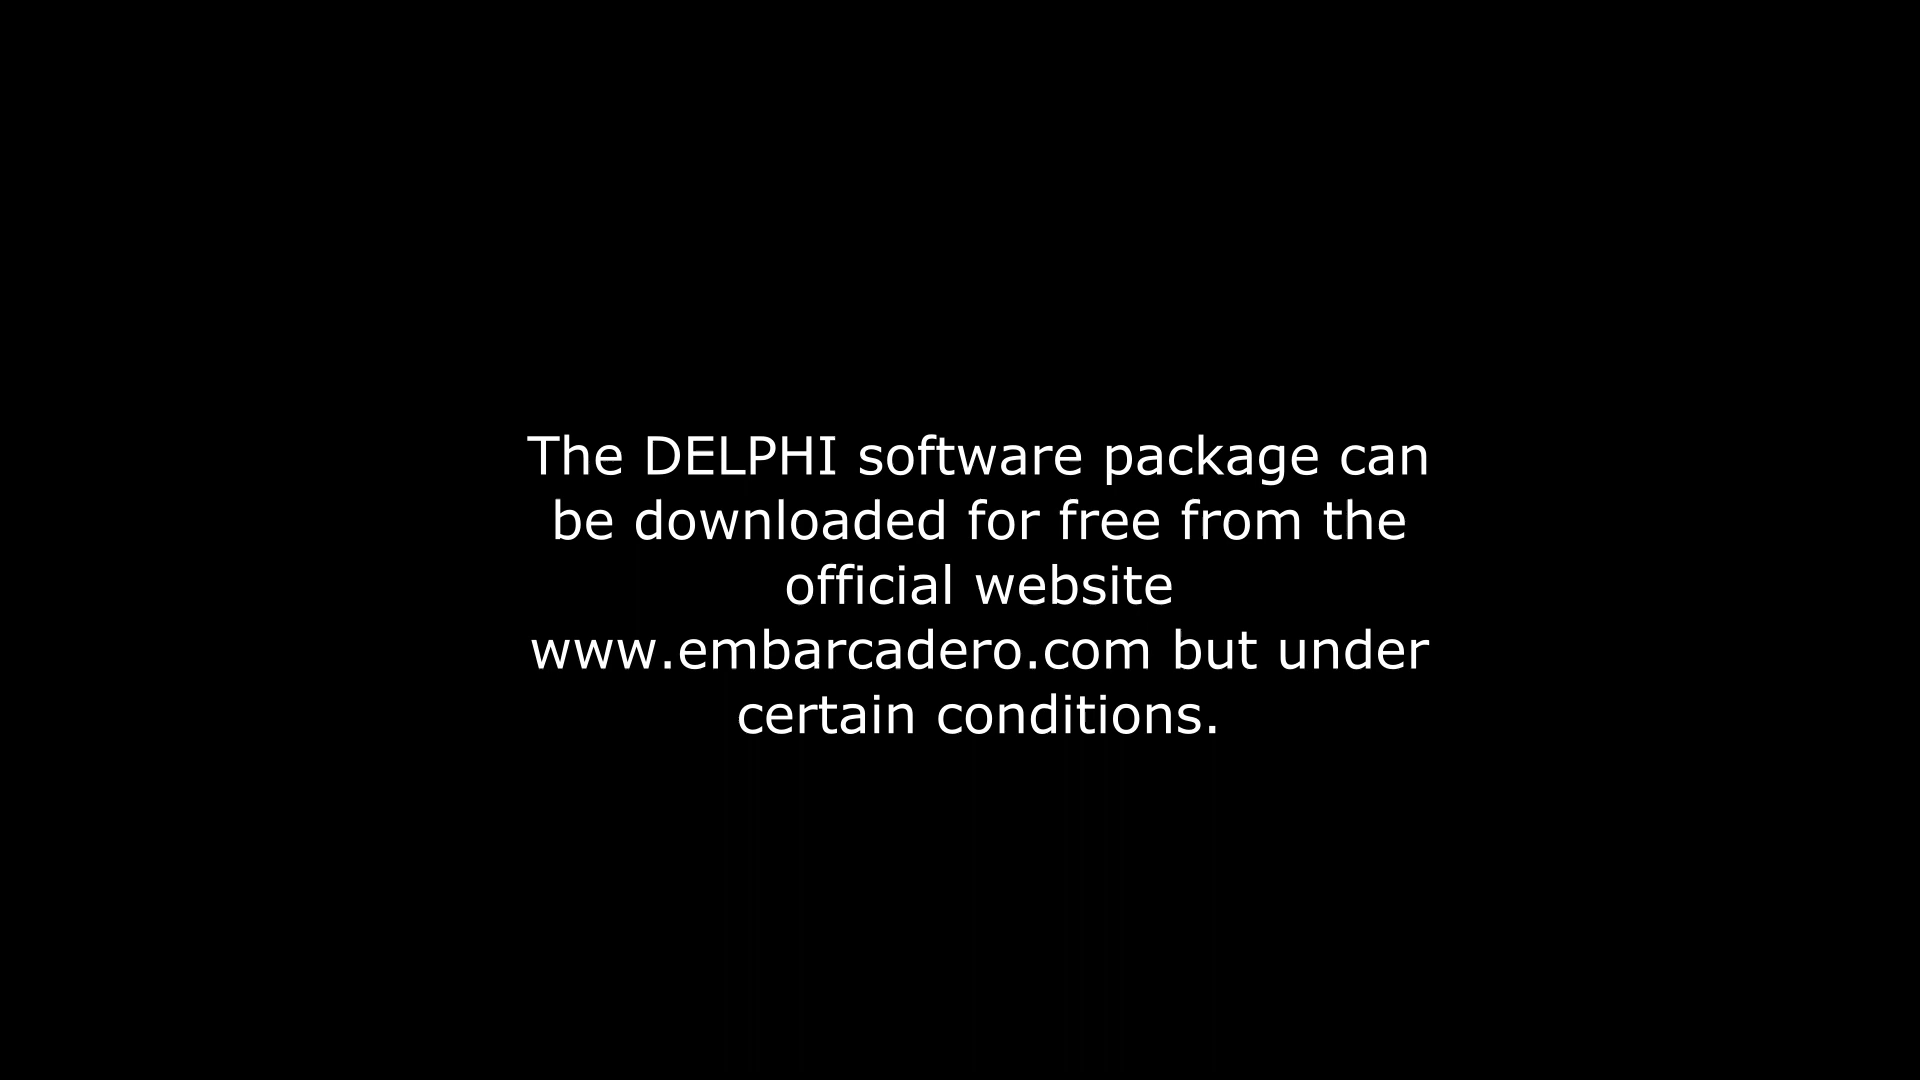 The DELPHI software package can
be downloaded for free from the
official website
www.embarcadero.com but under
certain conditions.